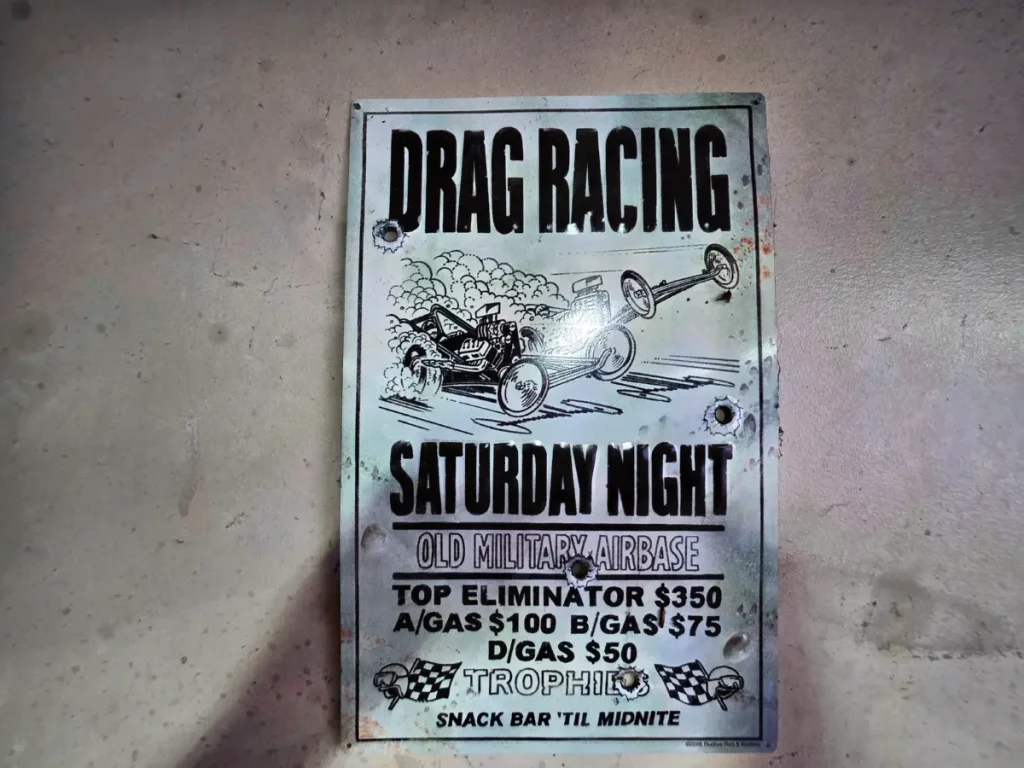 DRAG RACING
SATURDAY NIGHT
OLD MILITARY AIRBASE
TOP ELIMINATOR $350
A/GAS $100 B/GAS $75
D/GAS $50
TROPHIES
SNACK BAR 'TIL MIDNITE